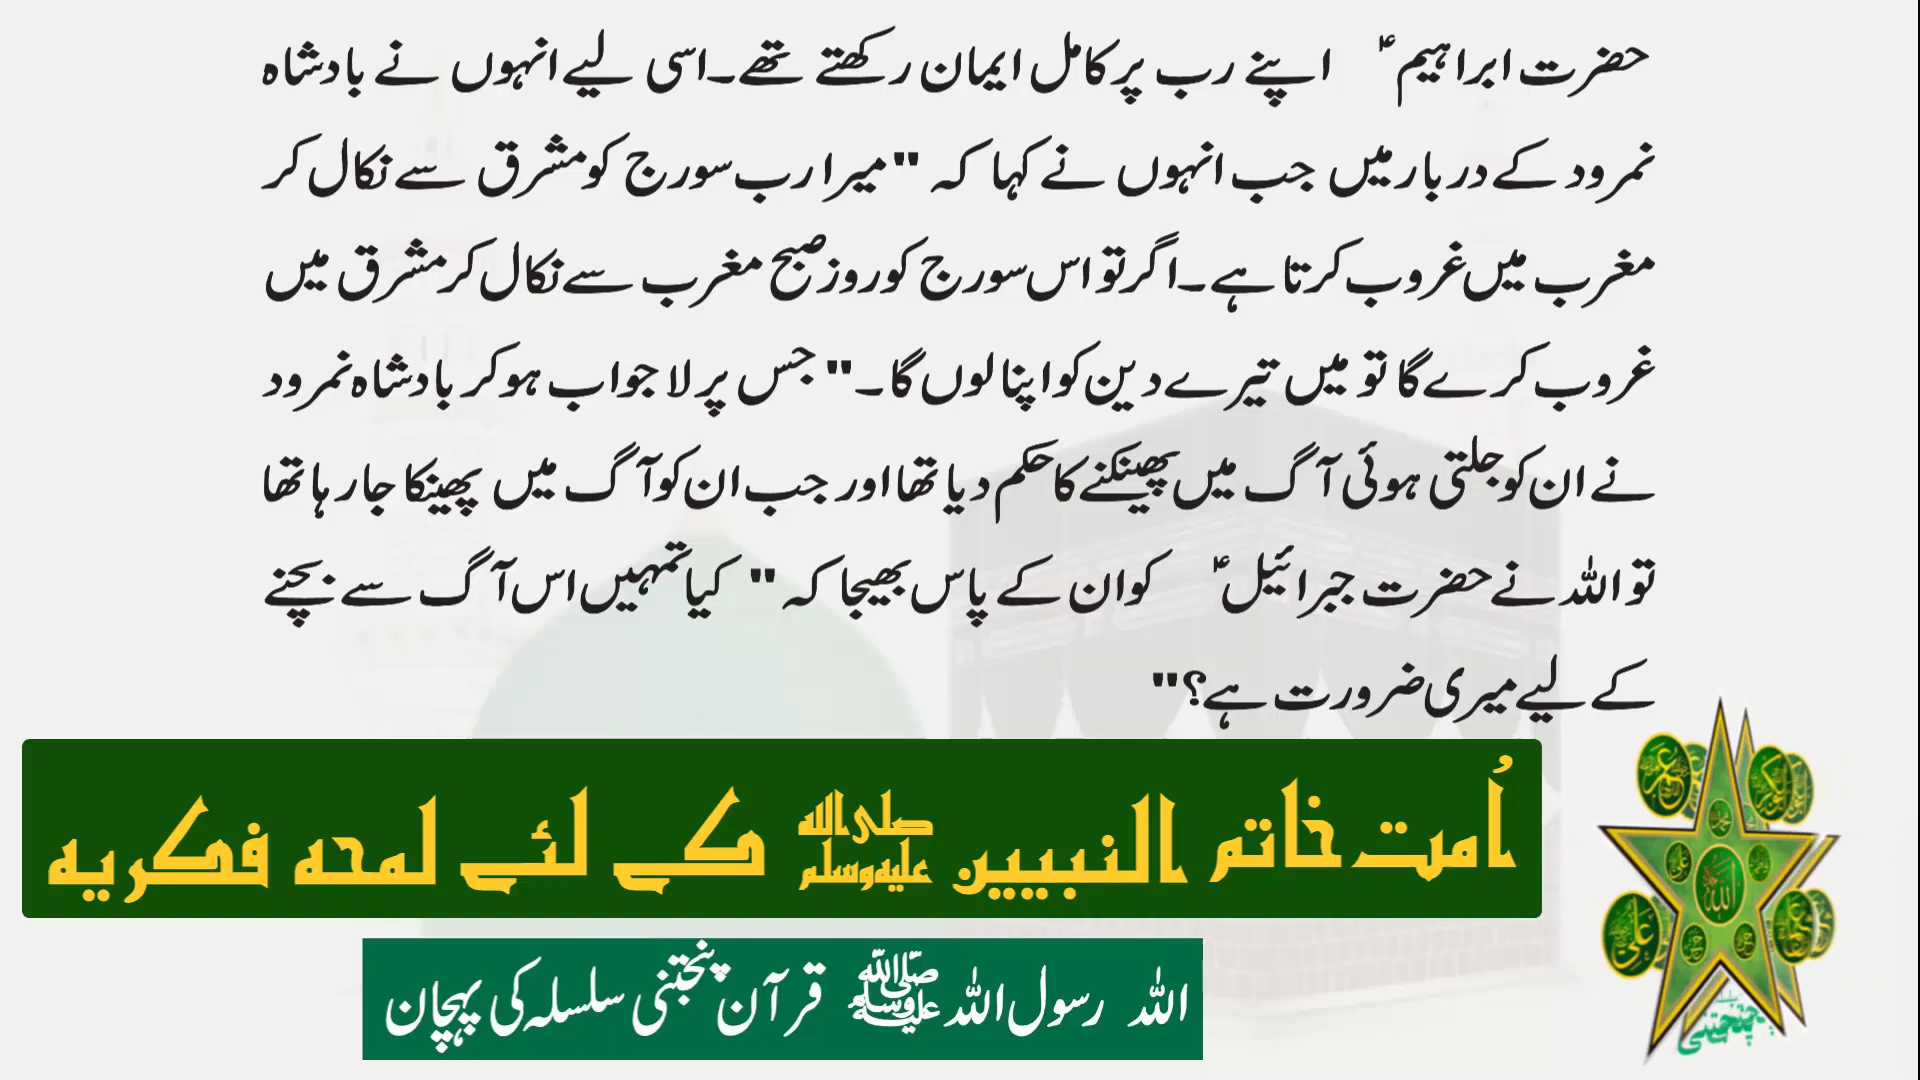 حضرت ابراہیم ؑ اپنے رب پر کامل ایمان رکھتے تھے۔اسی لیے انہوں نے بادشاہ
نمرود کے دربار میں جب انہوں نے کہا کہ "میرا رب سورج کو مشرق سے نکال کر
مغرب میں غروب کرتا ہے۔اگر تو اس سورج کو روز صبح مغرب سے نکال کر مشرق میں
غروب کرے گا تو میں تیرے دین کو اپنا لوں گا۔" جس پر لا جواب ہو کر بادشاہ نمرود
نے ان کو جلتی ہوئی آگ میں پھینکنے کا حکم دیا تھا اور جب ان کو آگ میں پھینکا جا رہا تھا
تو اللہ نے حضرت جبرائیل ؑ کو ان کے پاس بھیجا کہ " کیا تمہیں اس آگ سے بچنے
کے لیے میری ضرورت ہے؟"
اُمت خاتم النبیین ﷺ کے لئے لمحہ فکریہ
اللہ رسول اللہ ﷺ قرآن پنجتنی سلسلہ کی پہچان
اللہ
عمر
علی
پنجتنی